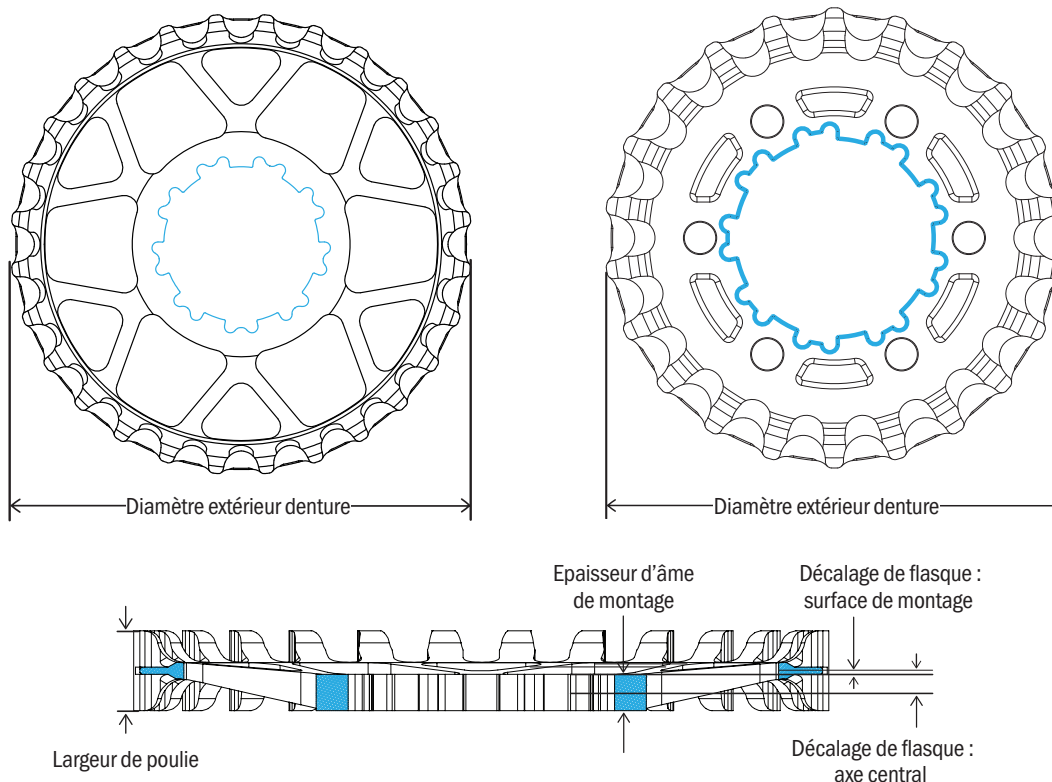 Diamètre extérieur denture
Diamètre extérieur denture
Epaisseur d’âme
de montage
Décalage de flasque :
surface de montage
Largeur de poulie
Décalage de flasque :
axe central